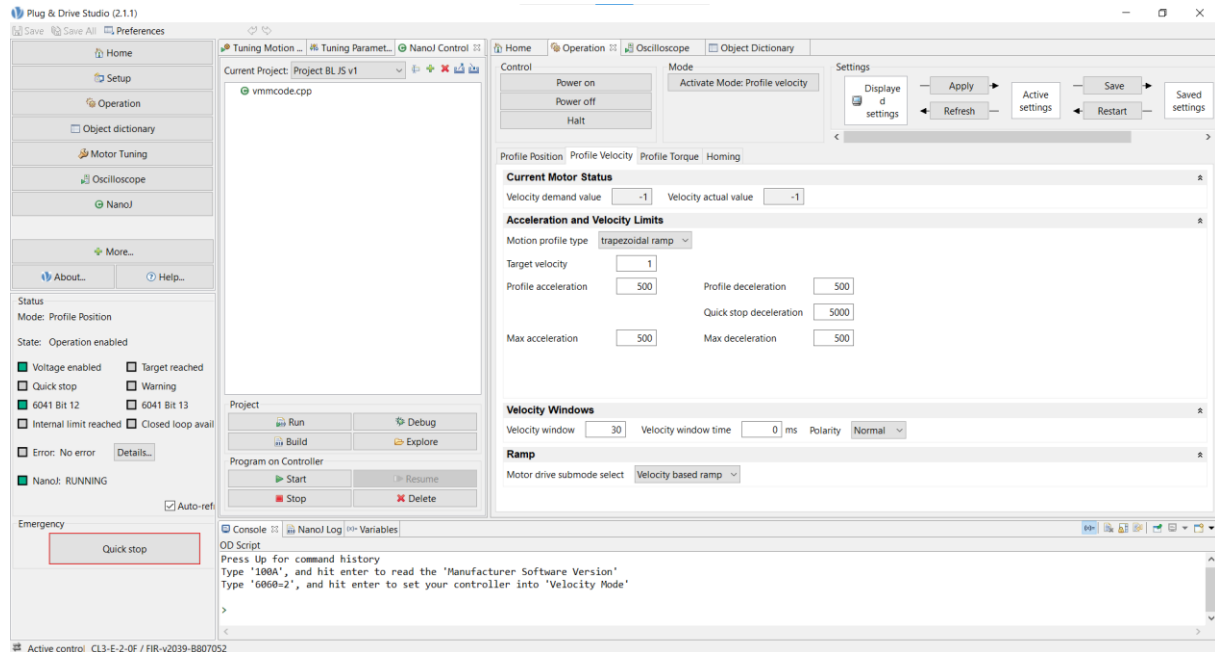 Plug & Drive Studio (2.1.1)
Save Save All Preferences
Home
Setup
Operation
Object dictionary
Motor Tuning
Oscilloscope
NanoJ
More...
About... Help...
Status
Mode: Profile Position
State: Operation enabled
Voltage enabled Target reached
Quick stop Warning
6041 Bit 12 6041 Bit 13
Internal limit reached Closed loop avail
Error: No error Details...
NanoJ: RUNNING
Auto-refr
Emergency
Quick stop
Tuning Motion ... Tuning Paramet... NanoJ Control
Current Project: Project BL JS v1
vmmcode.cpp
Project
Run Debug
Build Explore
Program on Controller
Start Resume
Stop Delete
Home Operation Oscilloscope Object Dictionary
Control
Power on
Power off
Halt
Mode
Activate Mode: Profile velocity
Settings
Displaye
d
settings
Apply
Refresh
Active
settings
Save
Restart
Saved
settings
Profile Position Profile Velocity Profile Torque Homing
Current Motor Status
Velocity demand value -1 Velocity actual value -1
Acceleration and Velocity Limits
Motion profile type trapezoidal ramp
Target velocity 1
Profile acceleration 500 Profile deceleration 500
Quick stop deceleration 5000
Max acceleration 500 Max deceleration 500
Velocity Windows
Velocity window 30 Velocity window time 0 ms Polarity Normal
Ramp
Motor drive submode select Velocity based ramp
Console NanoJ Log Variables
OD Script
Press Up for command history
Type '100A', and hit enter to read the 'Manufacturer Software Version'
Type '6060=2', and hit enter to set your controller into 'Velocity Mode'
>
Active control CL3-E-2-0F / FIR-v2039-B807052